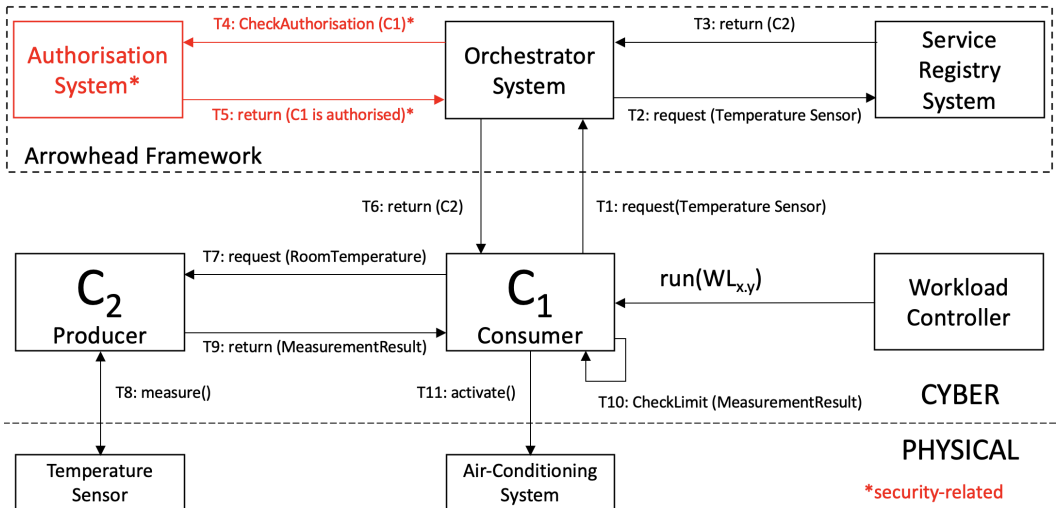 T4: CheckAuthorisation (C1)*
T3: return (C2)
Authorisation
System*
Orchestrator
System
Service
Registry
System
T5: return (C1 is authorised)*
T2: request (Temperature Sensor)
Arrowhead Framework
T6: return (C2)
T1: request(Temperature Sensor)
T7: request (RoomTemperature)
C2
Producer
C1
Consumer
run(WLx.y)
Workload
Controller
T9: return (MeasurementResult)
T8: measure()
T11: activate()
T10: CheckLimit (MeasurementResult)
CYBER
PHYSICAL
Temperature
Sensor
Air-Conditioning
System
*security-related